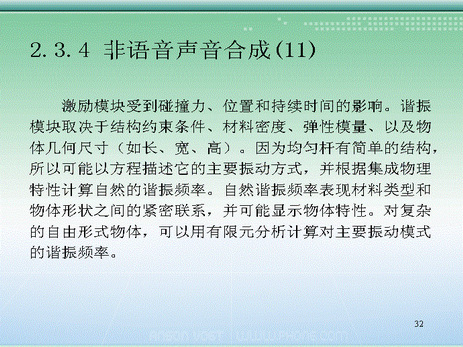 2.3.4 非语音声音合成(11)
激励模块受到碰撞力、位置和持续时间的影响。谐振
模块取决于结构约束条件、材料密度、弹性模量、以及物
体几何尺寸（如长、宽、高）。因为均匀杆有简单的结构，
所以可能以方程描述它的主要振动方式，并根据集成物理
特性计算自然的谐振频率。自然谐振频率表现材料类型和
物体形状之间的紧密联系，并可能显示物体特性。对复杂
的自由形式物体，可以用有限元分析计算对主要振动模式
的谐振频率。
32